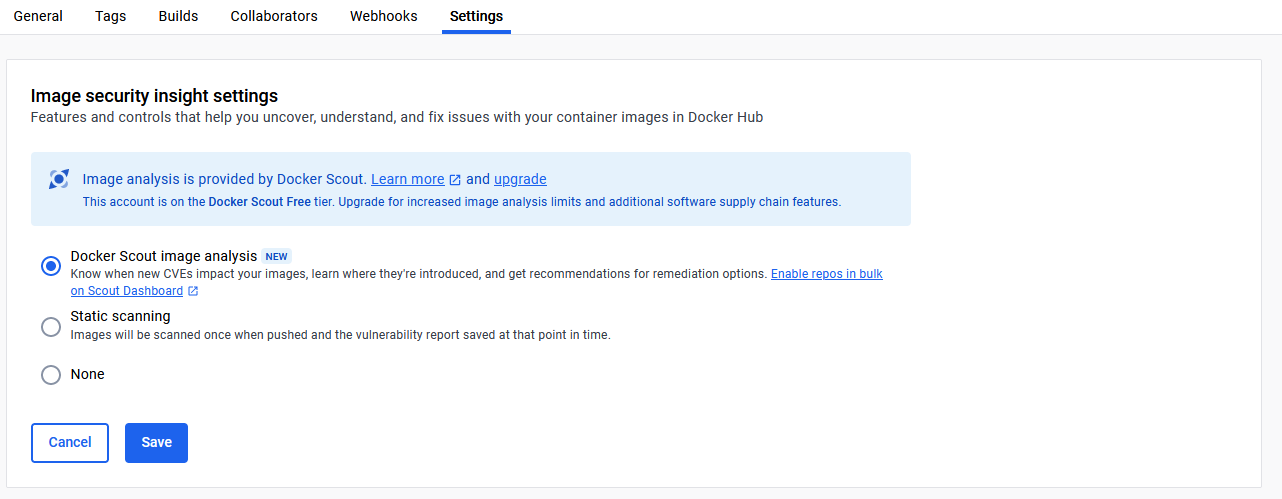 General Tags Builds Collaborators Webhooks Settings
Image security insight settings
Features and controls that help you uncover, understand, and fix issues with your container images in Docker Hub
Image analysis is provided by Docker Scout. Learn more and upgrade
This account is on the Docker Scout Free tier. Upgrade for increased image analysis limits and additional software supply chain features.
Docker Scout image analysis NEW
Know when new CVEs impact your images, learn where they're introduced, and get recommendations for remediation options. Enable repos in bulk
on Scout Dashboard
Static scanning
Images will be scanned once when pushed and the vulnerability report saved at that point in time.
None
Cancel Save